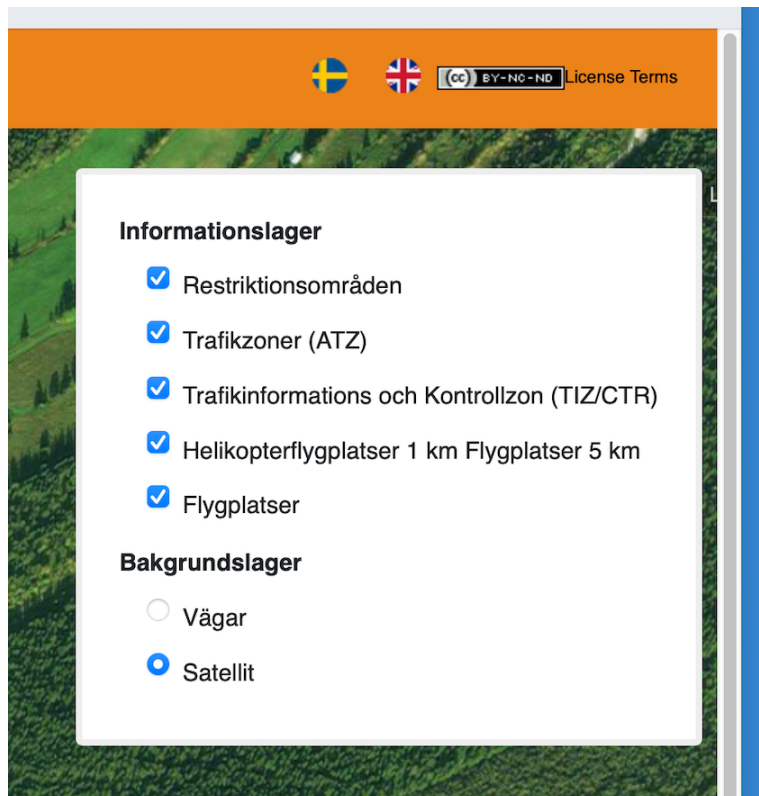 (cc) BY-NC-ND License Terms
Informationslager
Restriktionsområden
Trafikzoner (ATZ)
Trafikinformations och Kontrollzon (TIZ/CTR)
Helikopterflygplatser 1 km Flygplatser 5 km
Flygplatser
Bakgrundslager
Vägar
Satellit